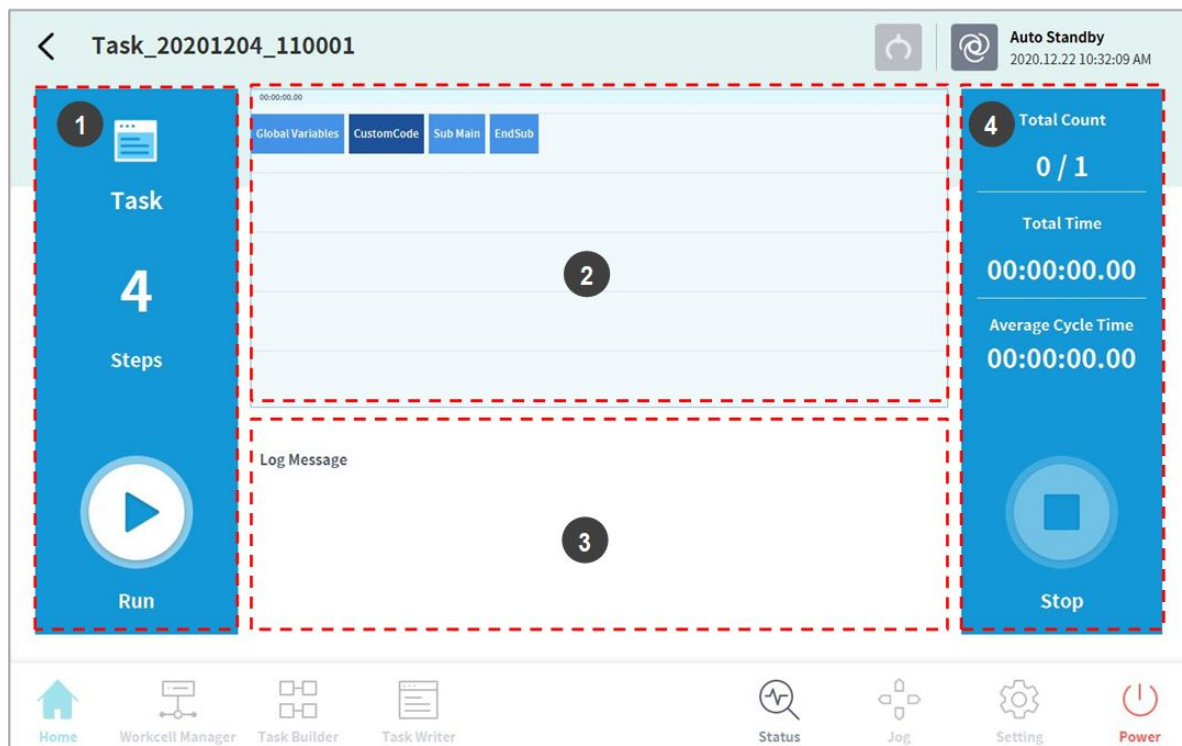 Task_20201204_110001
Auto Standby
2020.12.22 10:32:09 AM
1
Task
4
Steps
Run
00:00:00.00
Global Variables CustomCode Sub Main EndSub
2
Log Message
3
4
Total Count
0 / 1
Total Time
00:00:00.00
Average Cycle Time
00:00:00.00
Stop
Home Workcell Manager Task Builder Task Writer Status Jog Setting Power